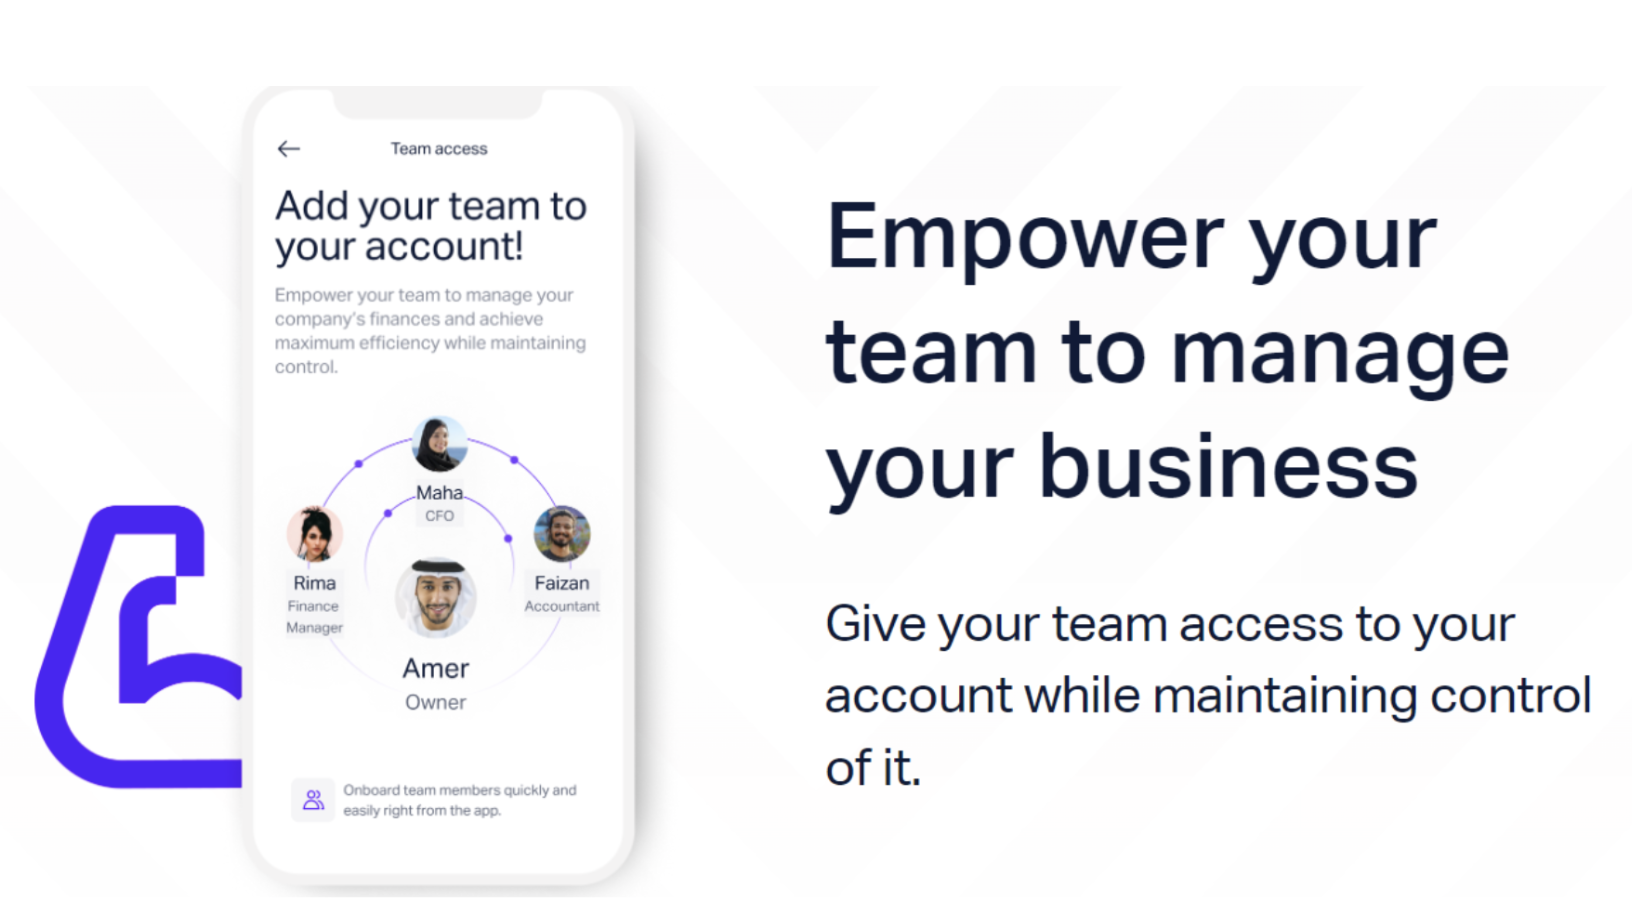 Team access
Add your team to
your account!
Empower your team to manage your
company's finances and achieve
maximum efficiency while maintaining
control.
Maha
CFO
Rima
Finance
Manager
Faizan
Accountant
Amer
Owner
Onboard team members quickly and
easily right from the app.
Empower your
team to manage
your business
Give your team access to your
account while maintaining control
of it.